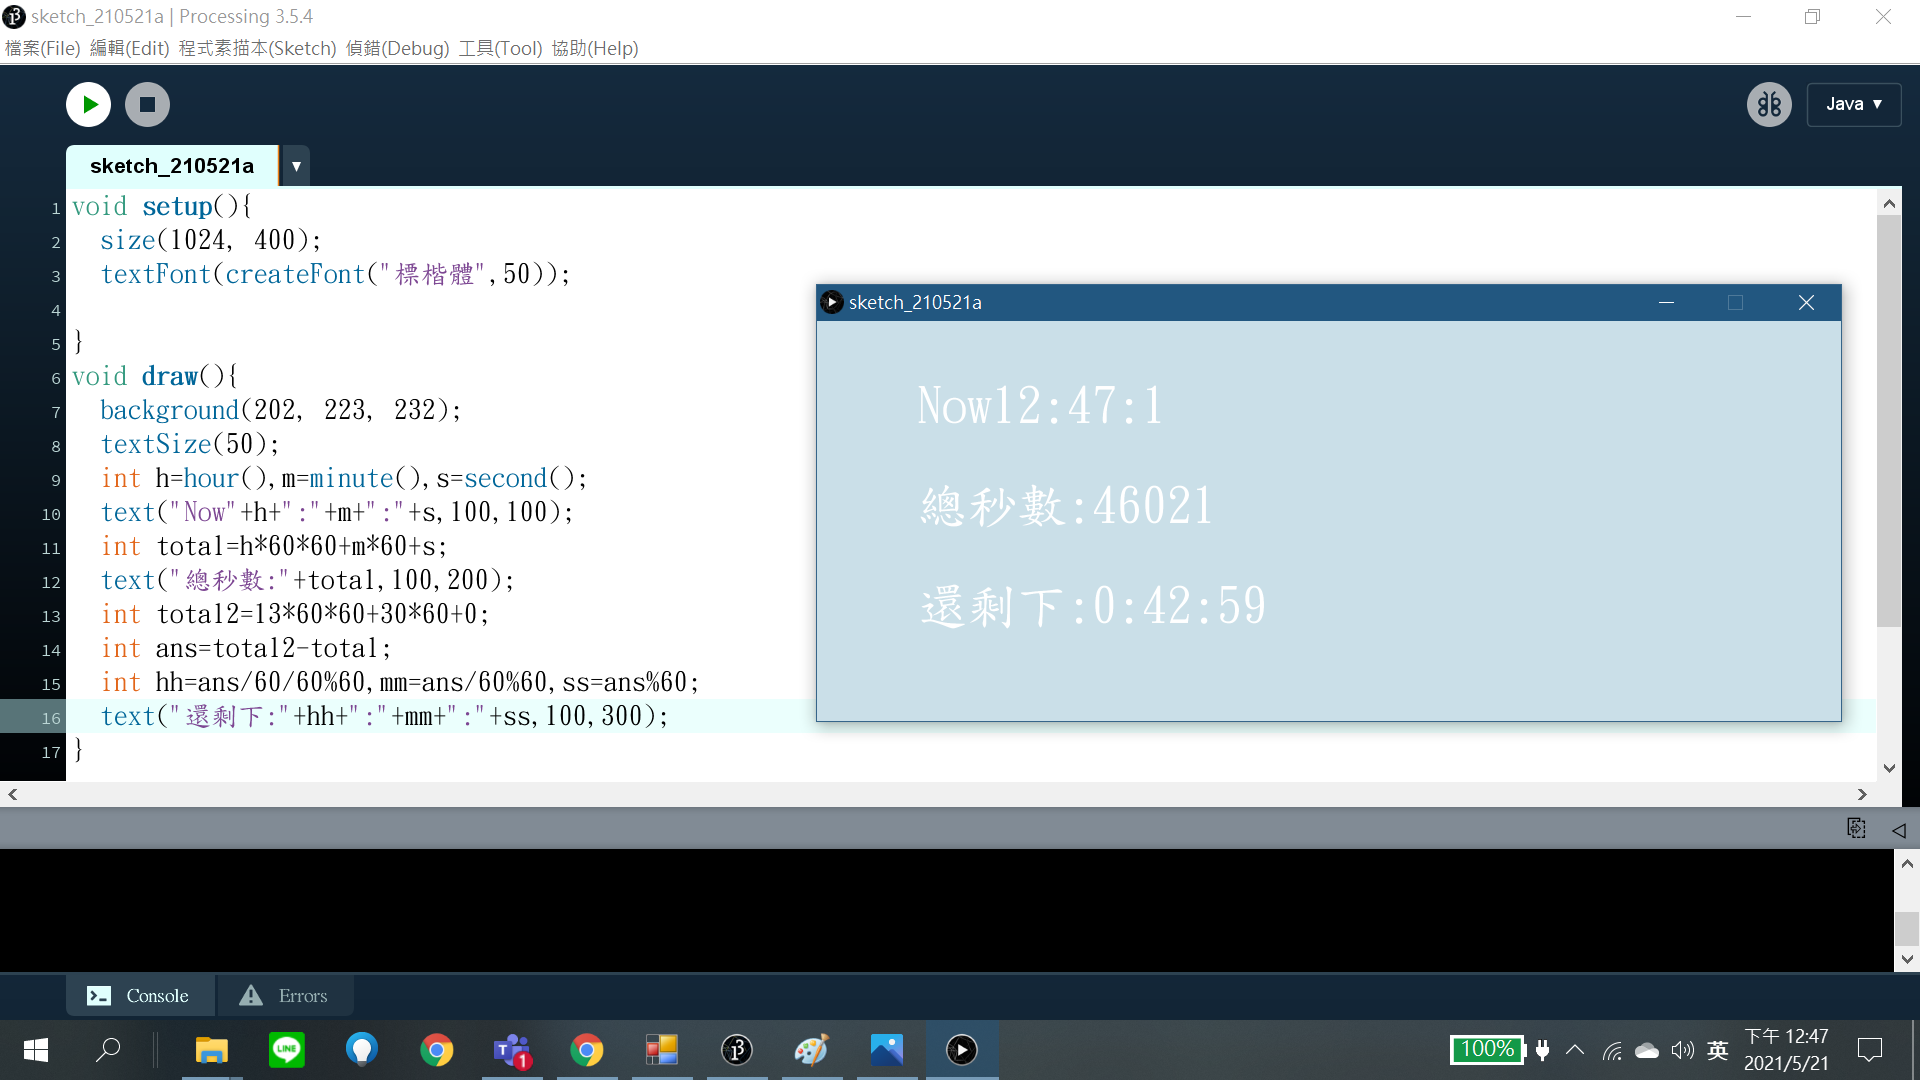 sketch_210521a | Processing 3.5.4
檔案(File) 編輯(Edit) 程式素描本(Sketch) 偵錯(Debug) 工具(Tool) 協助(Help)
Java ▼
sketch_210521a ▼
1 void setup(){
2 size(1024, 400);
3 textFont(createFont("標楷體",50));
4
5 }
6 void draw(){
7 background(202, 223, 232);
8 textSize(50);
9 int h=hour(),m=minute(),s=second();
10 text("Now"+h+":"+m+":"+s,100,100);
11 int total=h*60*60+m*60+s;
12 text("總秒數:"+total,100,200);
13 int total2=13*60*60+30*60+0;
14 int ans=total2-total;
15 int hh=ans/60/60%60,mm=ans/60%60,ss=ans%60;
16 text("還剩下:"+hh+":"+mm+":"+ss,100,300);
17 }
sketch_210521a
Now12:47:1
總秒數:46021
還剩下:0:42:59
Console Errors
LINE
T 1
100% 英 下午 12:47
2021/5/21